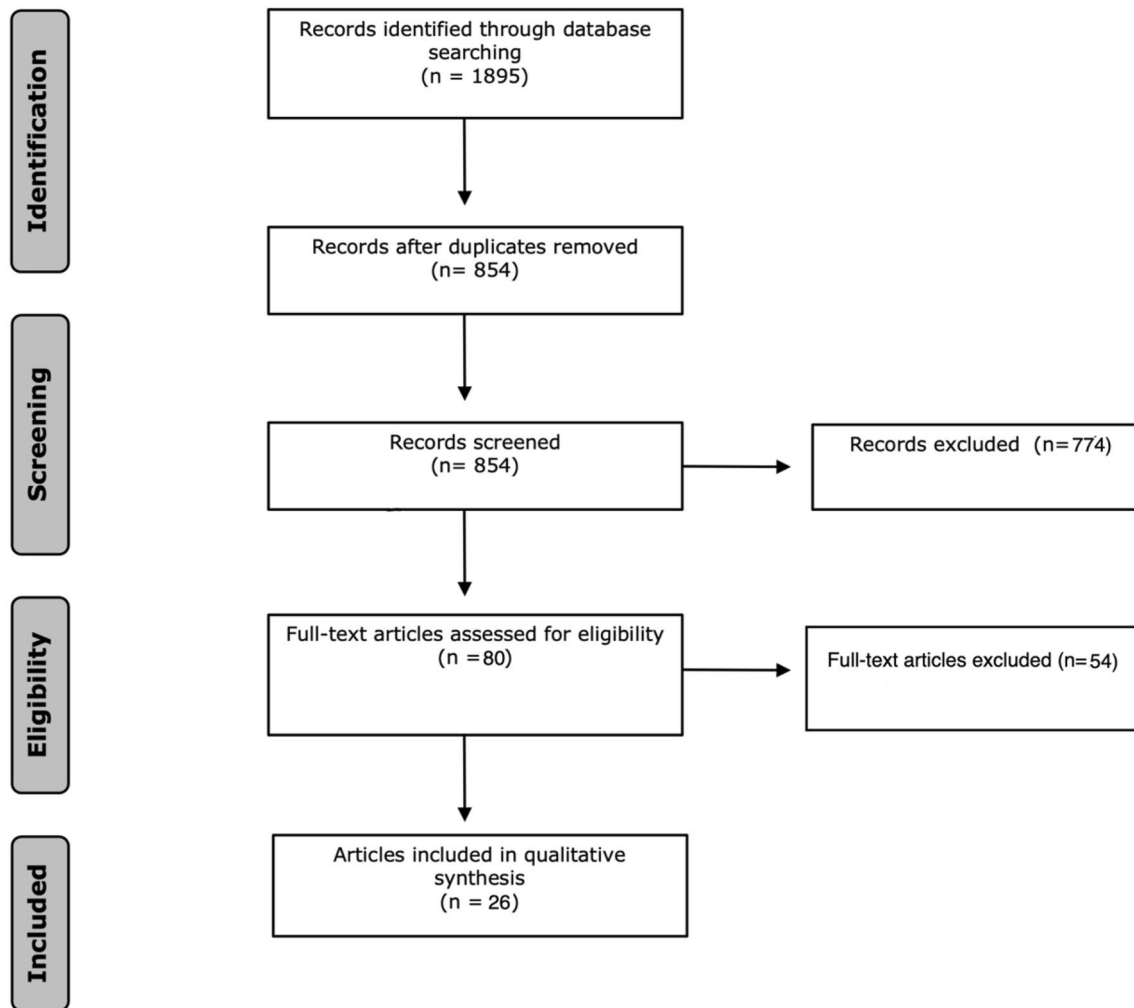 Identification
Records identified through database
searching
(n = 1895)
Records after duplicates removed
(n= 854)
Screening
Records screened
(n= 854)
Records excluded (n=774)
Eligibility
Full-text articles assessed for eligibility
(n =80)
Full-text articles excluded (n=54)
Included
Articles included in qualitative
synthesis
(n = 26)